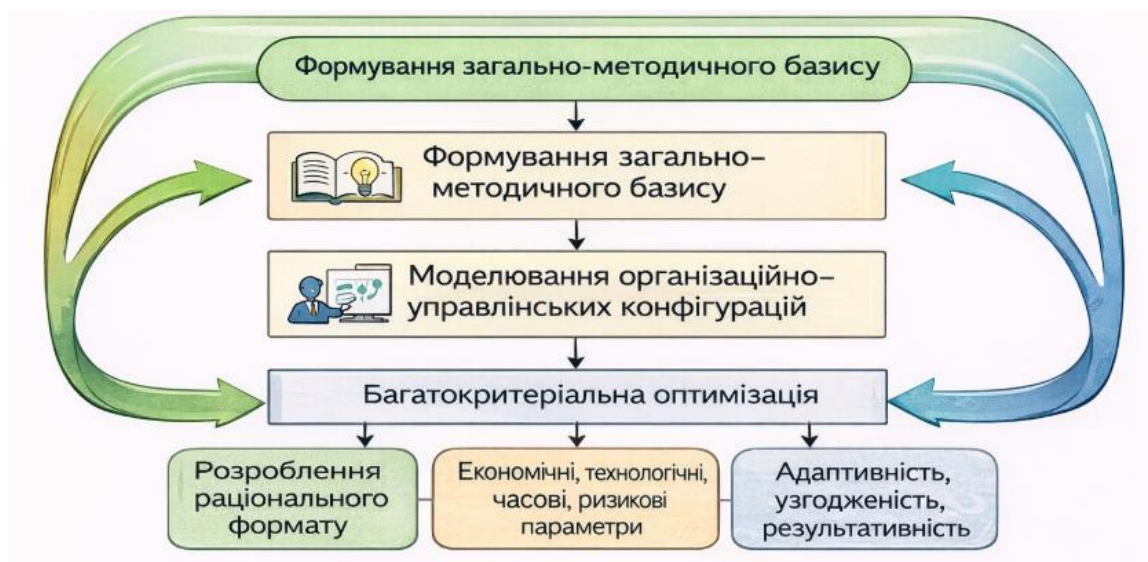 Формування загально-методичного базису
Формування загально–
методичного базису
Моделювання організаційно–
управлінських конфігурацій
Багатокритеріальна оптимізація
Розроблення
раціонального
формату
Економічні, технологічні,
часові, ризикові
параметри
Адаптивність,
узгодженість,
результативність